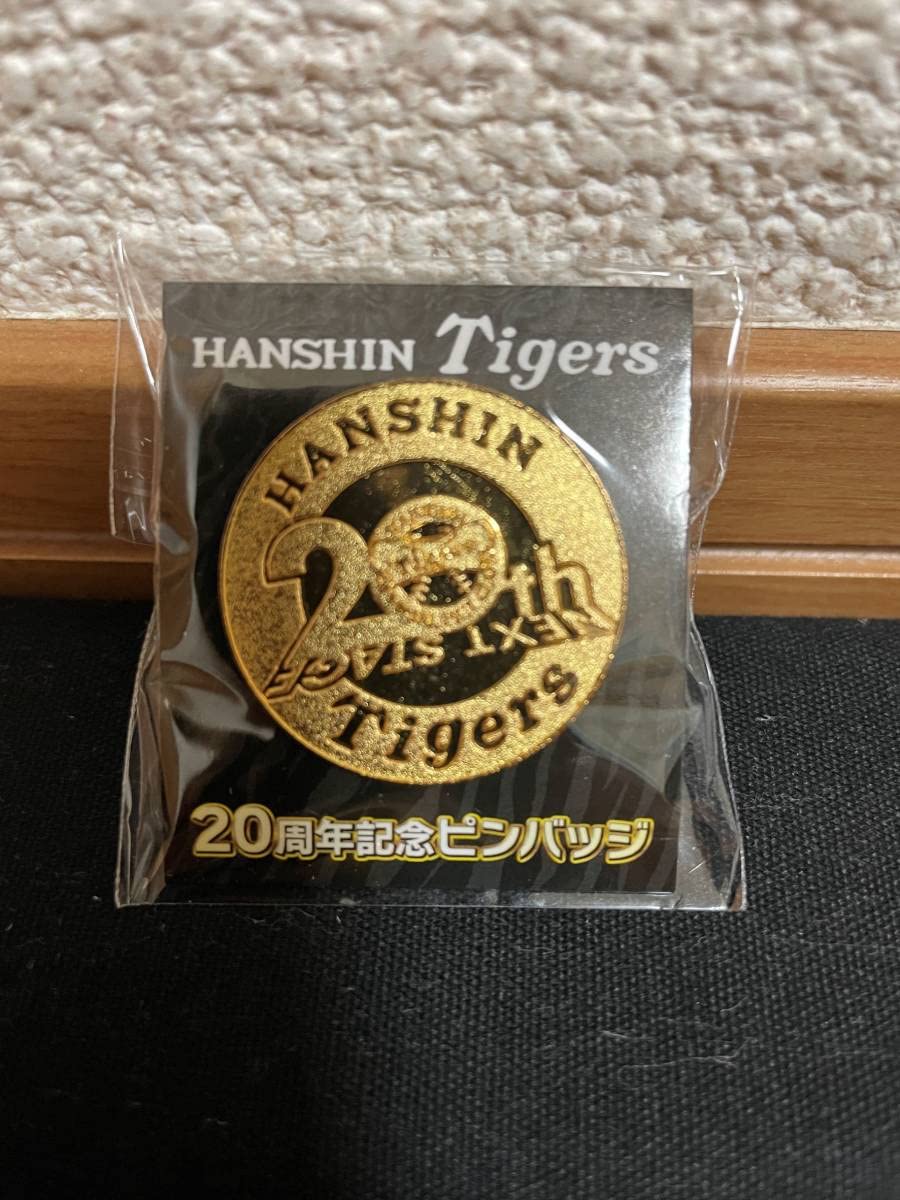 HANSHIN Tigers
HANSHIN
20th
NEXT STAGE
Tigers
20周年記念ピンバッジ